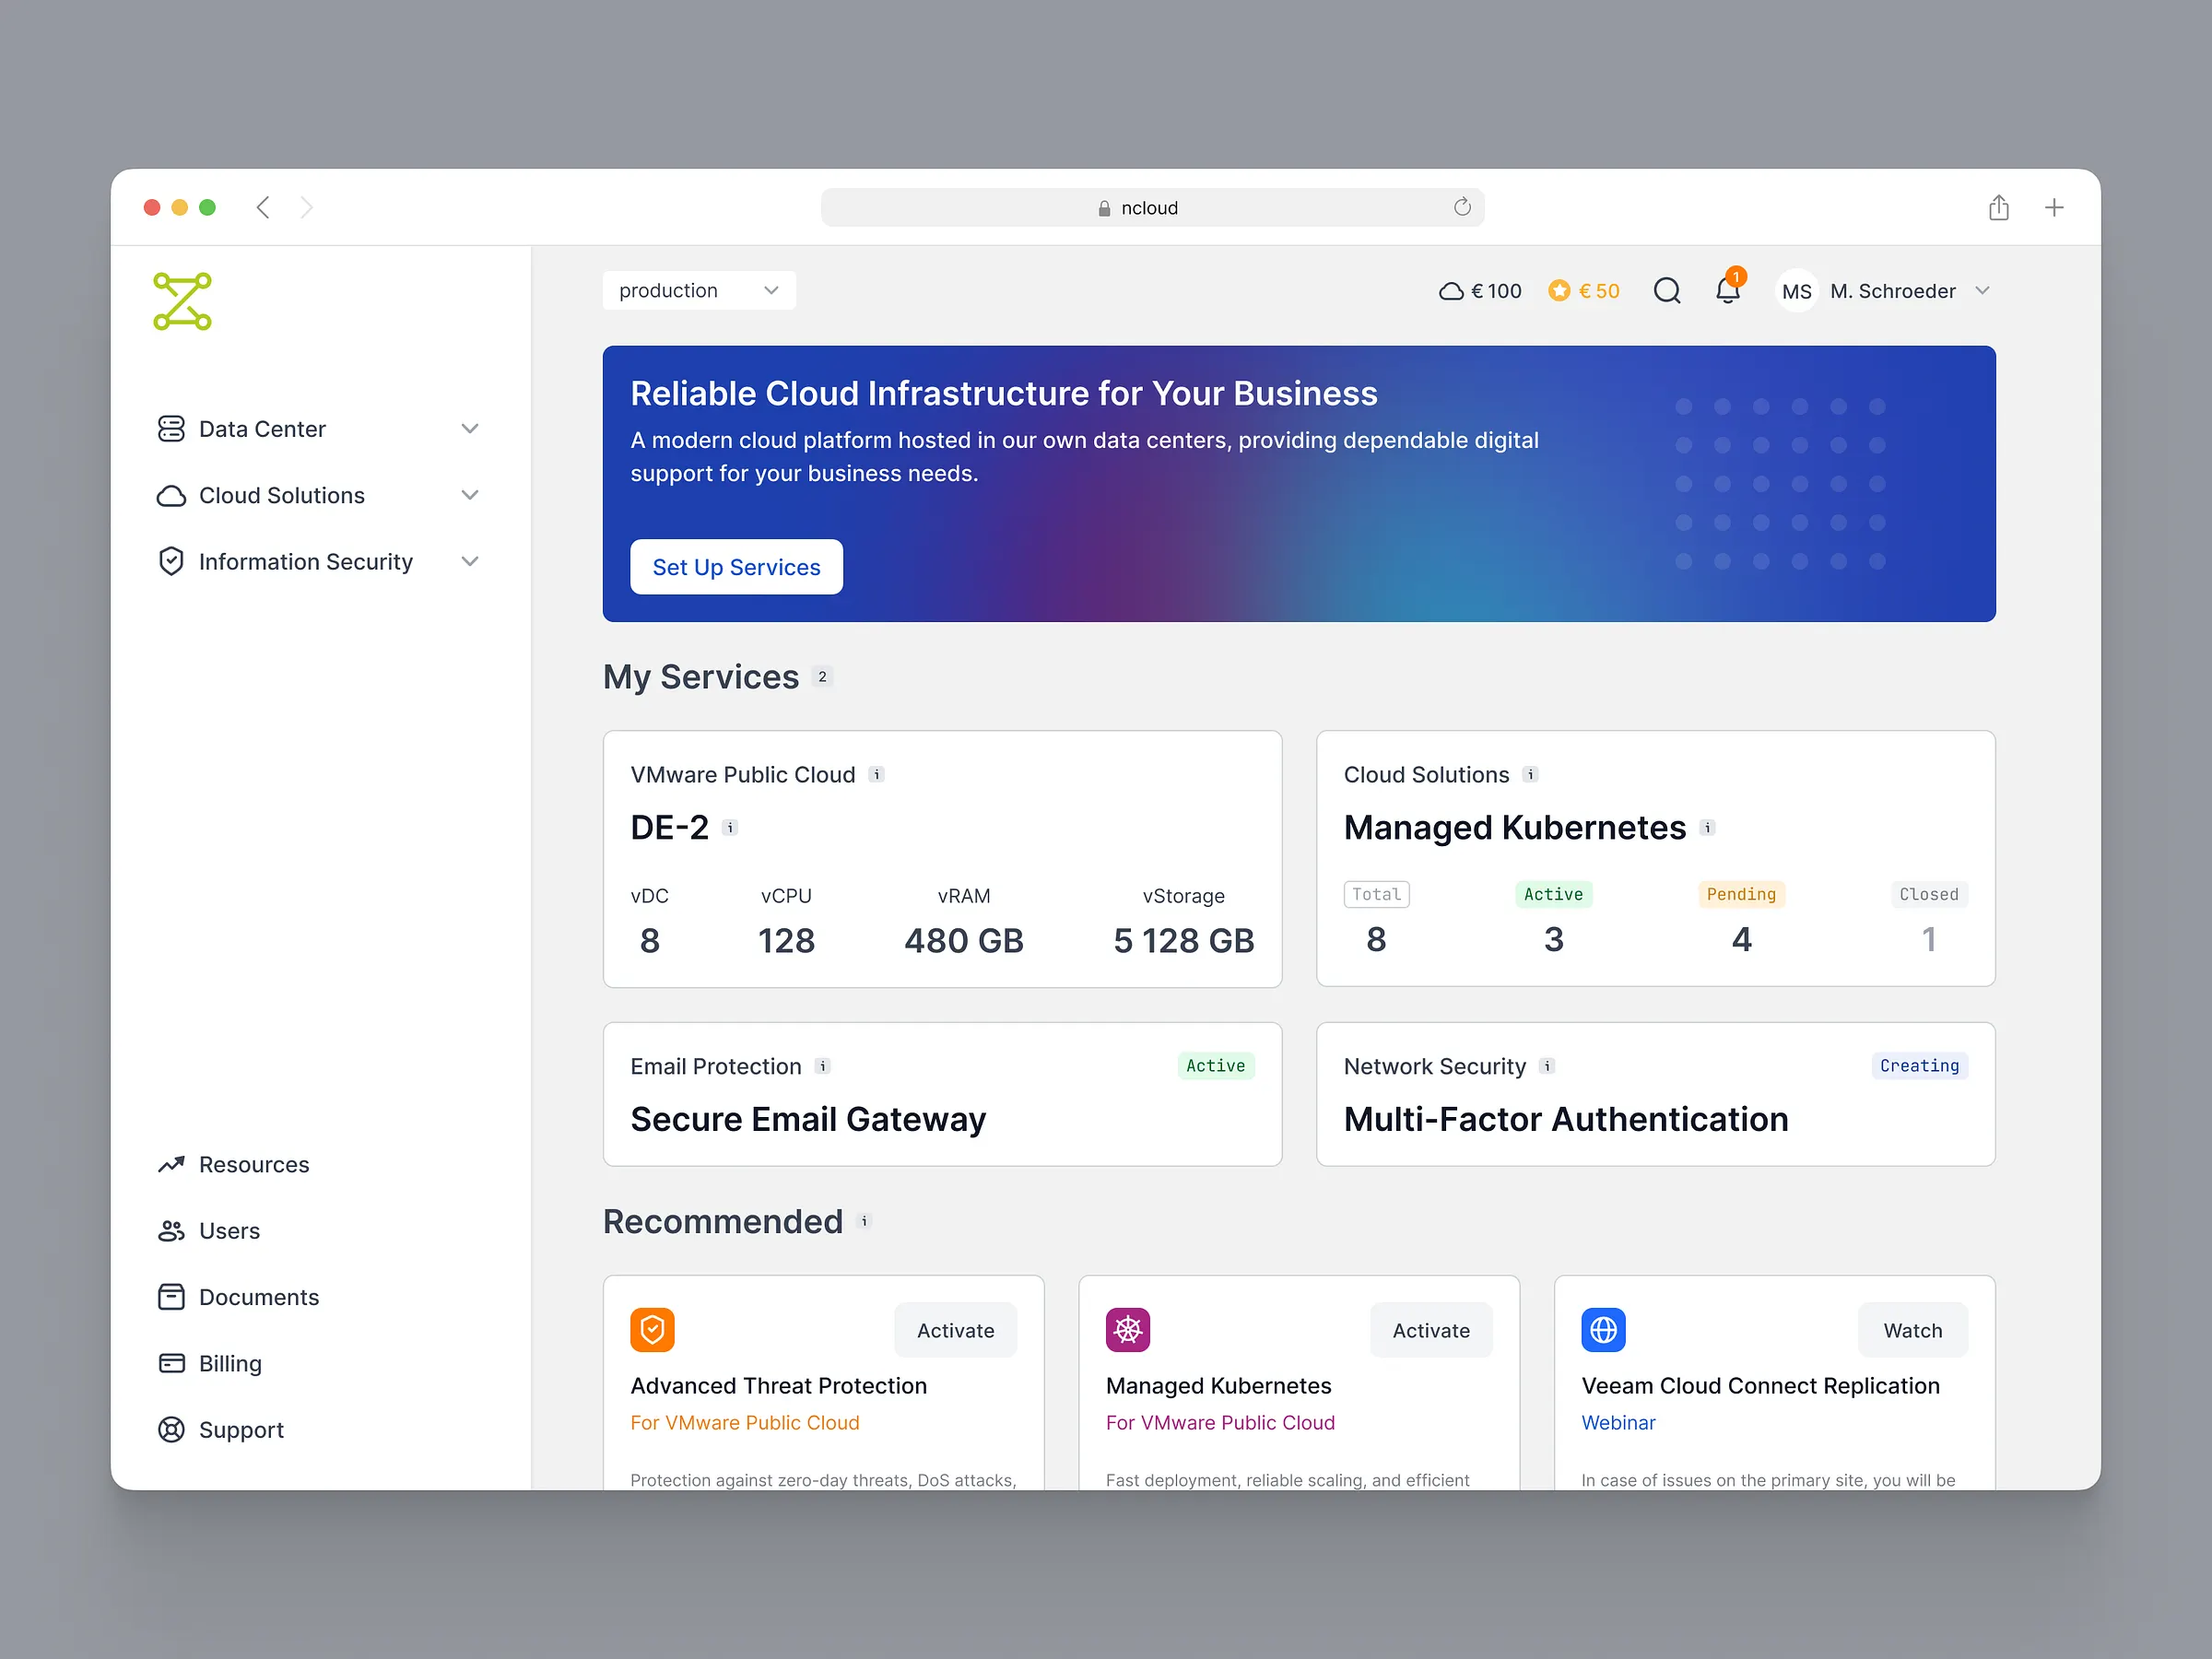 ncloud
production
€ 100
€ 50
1
MS
M. Schroeder
Data Center
Cloud Solutions
Information Security
Resources
Users
Documents
Billing
Support
Reliable Cloud Infrastructure for Your Business
A modern cloud platform hosted in our own data centers, providing dependable digital
support for your business needs.
Set Up Services
My Services 2
VMware Public Cloud i
DE-2 i
vDC vCPU vRAM vStorage
8 128 480 GB 5 128 GB
Cloud Solutions i
Managed Kubernetes i
Total Active Pending Closed
8 3 4 1
Email Protection i
Active
Secure Email Gateway
Network Security i
Creating
Multi-Factor Authentication
Recommended i
Activate
Advanced Threat Protection
For VMware Public Cloud
Protection against zero-day threats, DoS attacks,
Activate
Managed Kubernetes
For VMware Public Cloud
Fast deployment, reliable scaling, and efficient
Watch
Veeam Cloud Connect Replication
Webinar
In case of issues on the primary site, you will be